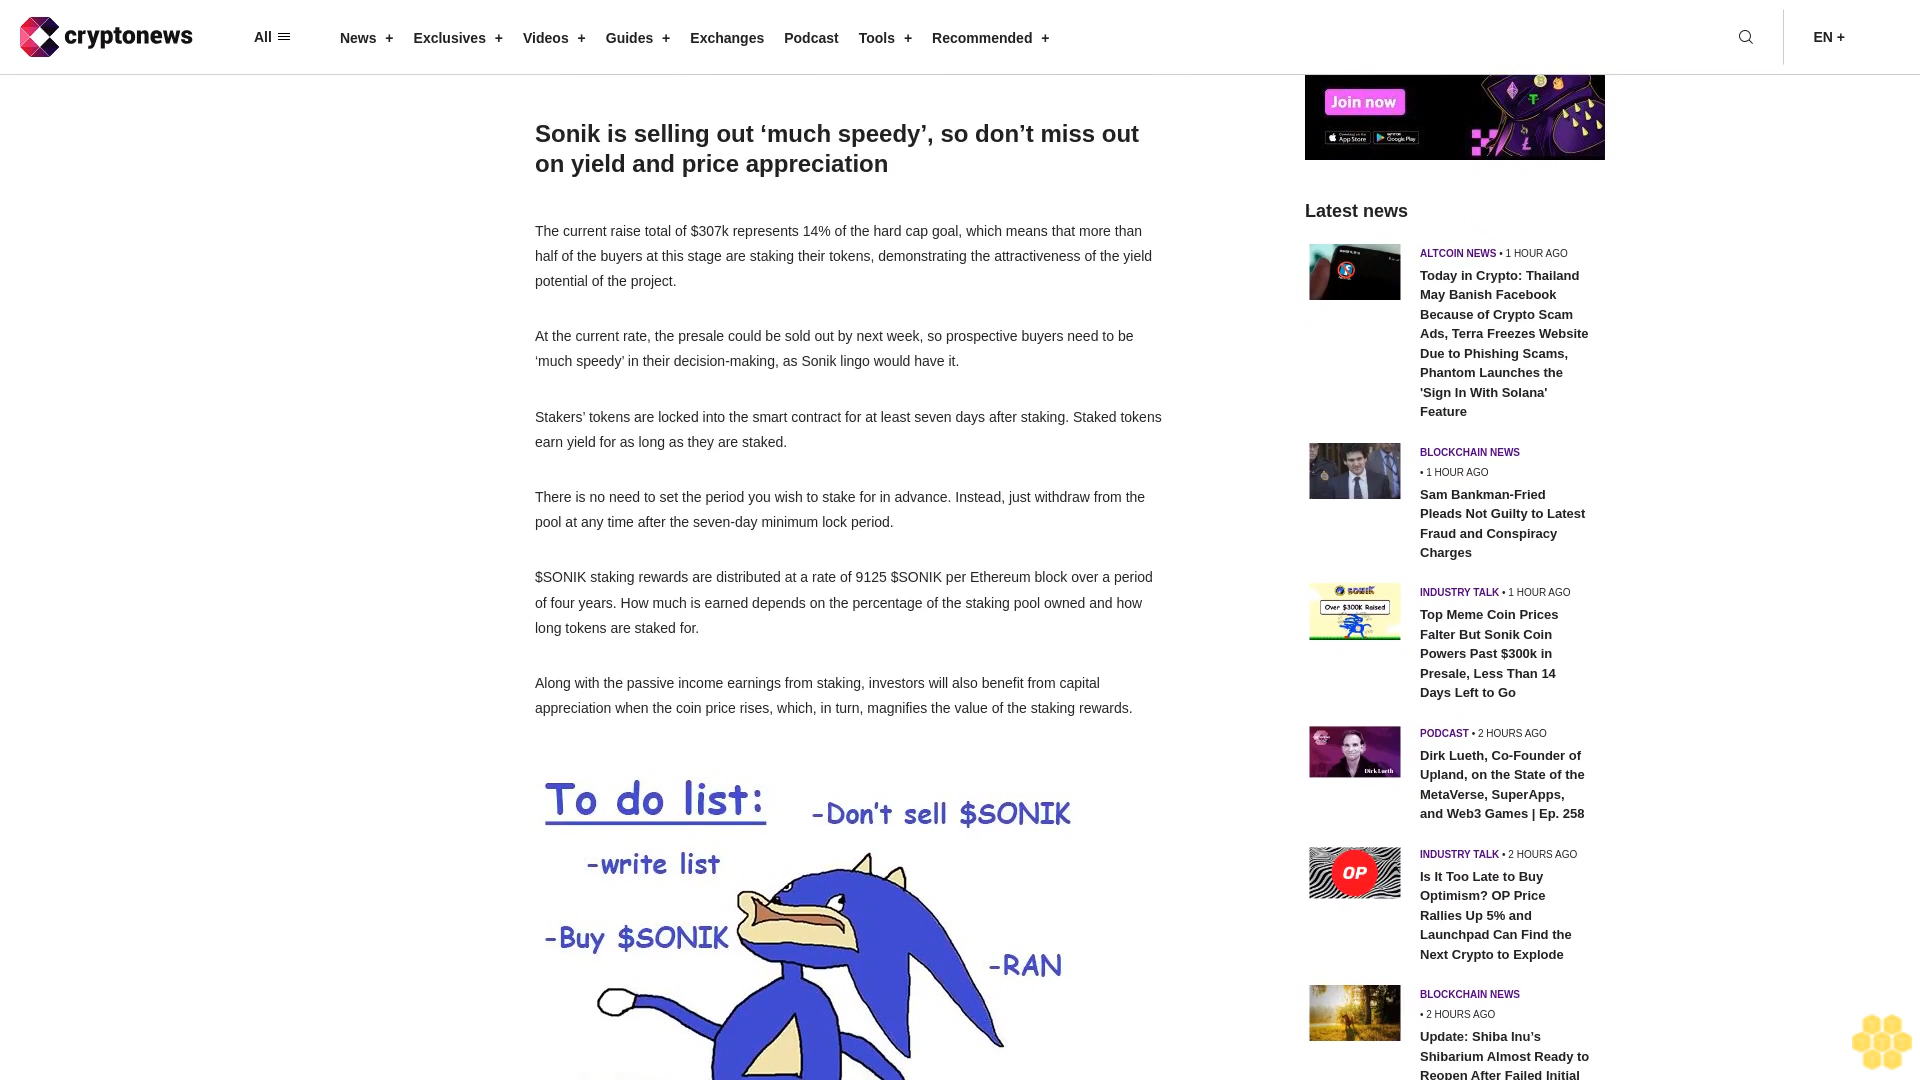 cryptonews
All
News +
Exclusives +
Videos +
Guides +
Exchanges
Podcast
Tools +
Recommended +
EN +
Sonik is selling out ‘much speedy’, so don’t miss out
on yield and price appreciation
The current raise total of $307k represents 14% of the hard cap goal, which means that more than
half of the buyers at this stage are staking their tokens, demonstrating the attractiveness of the yield
potential of the project.
At the current rate, the presale could be sold out by next week, so prospective buyers need to be
‘much speedy’ in their decision-making, as Sonik lingo would have it.
Stakers’ tokens are locked into the smart contract for at least seven days after staking. Staked tokens
earn yield for as long as they are staked.
There is no need to set the period you wish to stake for in advance. Instead, just withdraw from the
pool at any time after the seven-day minimum lock period.
$SONIK staking rewards are distributed at a rate of 9125 $SONIK per Ethereum block over a period
of four years. How much is earned depends on the percentage of the staking pool owned and how
long tokens are staked for.
Along with the passive income earnings from staking, investors will also benefit from capital
appreciation when the coin price rises, which, in turn, magnifies the value of the staking rewards.
To do list:
-Don't sell $SONIK
-write list
-Buy $SONIK
-RAN
Join now
App Store
Google Play
Latest news
ALTCOIN NEWS • 1 HOUR AGO
Today in Crypto: Thailand
May Banish Facebook
Because of Crypto Scam
Ads, Terra Freezes Website
Due to Phishing Scams,
Phantom Launches the
'Sign In With Solana'
Feature
BLOCKCHAIN NEWS
• 1 HOUR AGO
Sam Bankman-Fried
Pleads Not Guilty to Latest
Fraud and Conspiracy
Charges
SONIK
Over $300K Raised
INDUSTRY TALK • 1 HOUR AGO
Top Meme Coin Prices
Falter But Sonik Coin
Powers Past $300k in
Presale, Less Than 14
Days Left to Go
Dirk Lueth
PODCAST • 2 HOURS AGO
Dirk Lueth, Co-Founder of
Upland, on the State of the
MetaVerse, SuperApps,
and Web3 Games | Ep. 258
OP
INDUSTRY TALK • 2 HOURS AGO
Is It Too Late to Buy
Optimism? OP Price
Rallies Up 5% and
Launchpad Can Find the
Next Crypto to Explode
BLOCKCHAIN NEWS
• 2 HOURS AGO
Update: Shiba Inu’s
Shibarium Almost Ready to
Reopen After Failed Initial